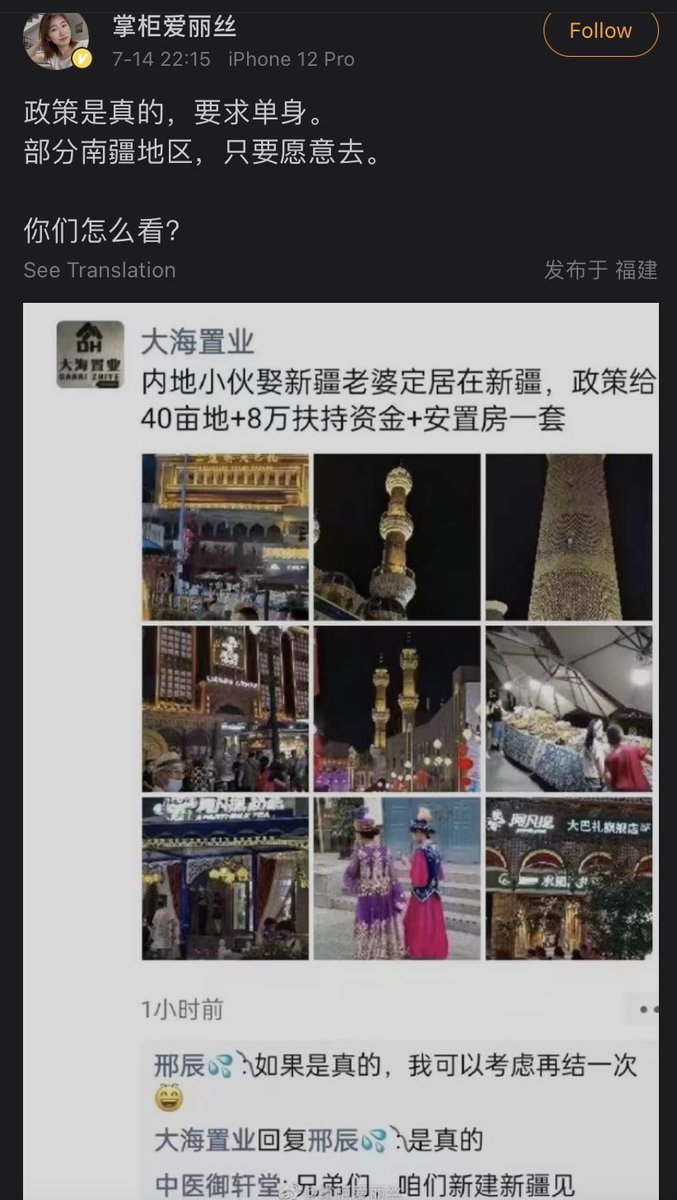 掌柜爱丽丝
Follow
7-14 22:15 iPhone 12 Pro
政策是真的，要求单身。
部分南疆地区，只要愿意去。
你们怎么看？
See Translation
发布于 福建
DH
大海置业
DAHAI ZHIYE
大海置业
内地小伙娶新疆老婆定居在新疆，政策给
40亩地+8万扶持资金+安置房一套
阿凡提
阿凡提
大巴扎旗舰店
1小时前
邢辰💦:如果是真的，我可以考虑再结一次
😄
大海置业回复邢辰💦:是真的
中医御轩堂: 兄弟们， 咱们新建新疆见